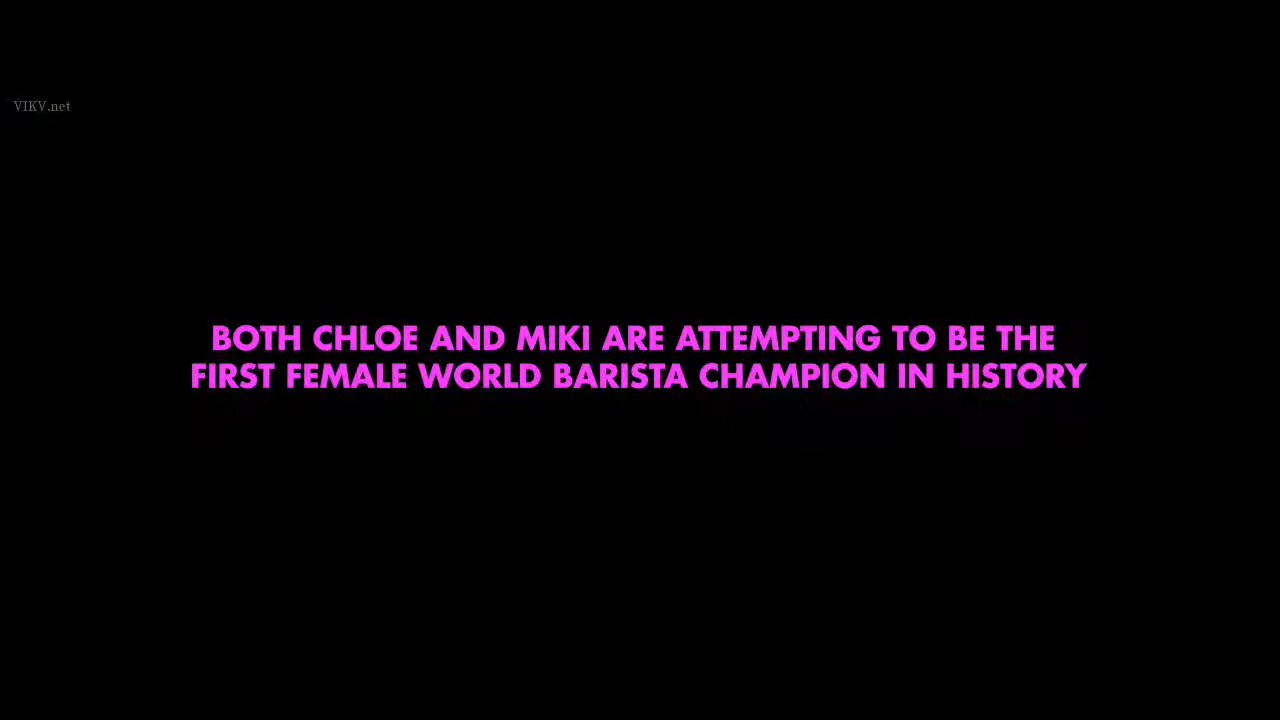 VIKV.net
BOTH CHLOE AND MIKI ARE ATTEMPTING TO BE THE
FIRST FEMALE WORLD BARISTA CHAMPION IN HISTORY